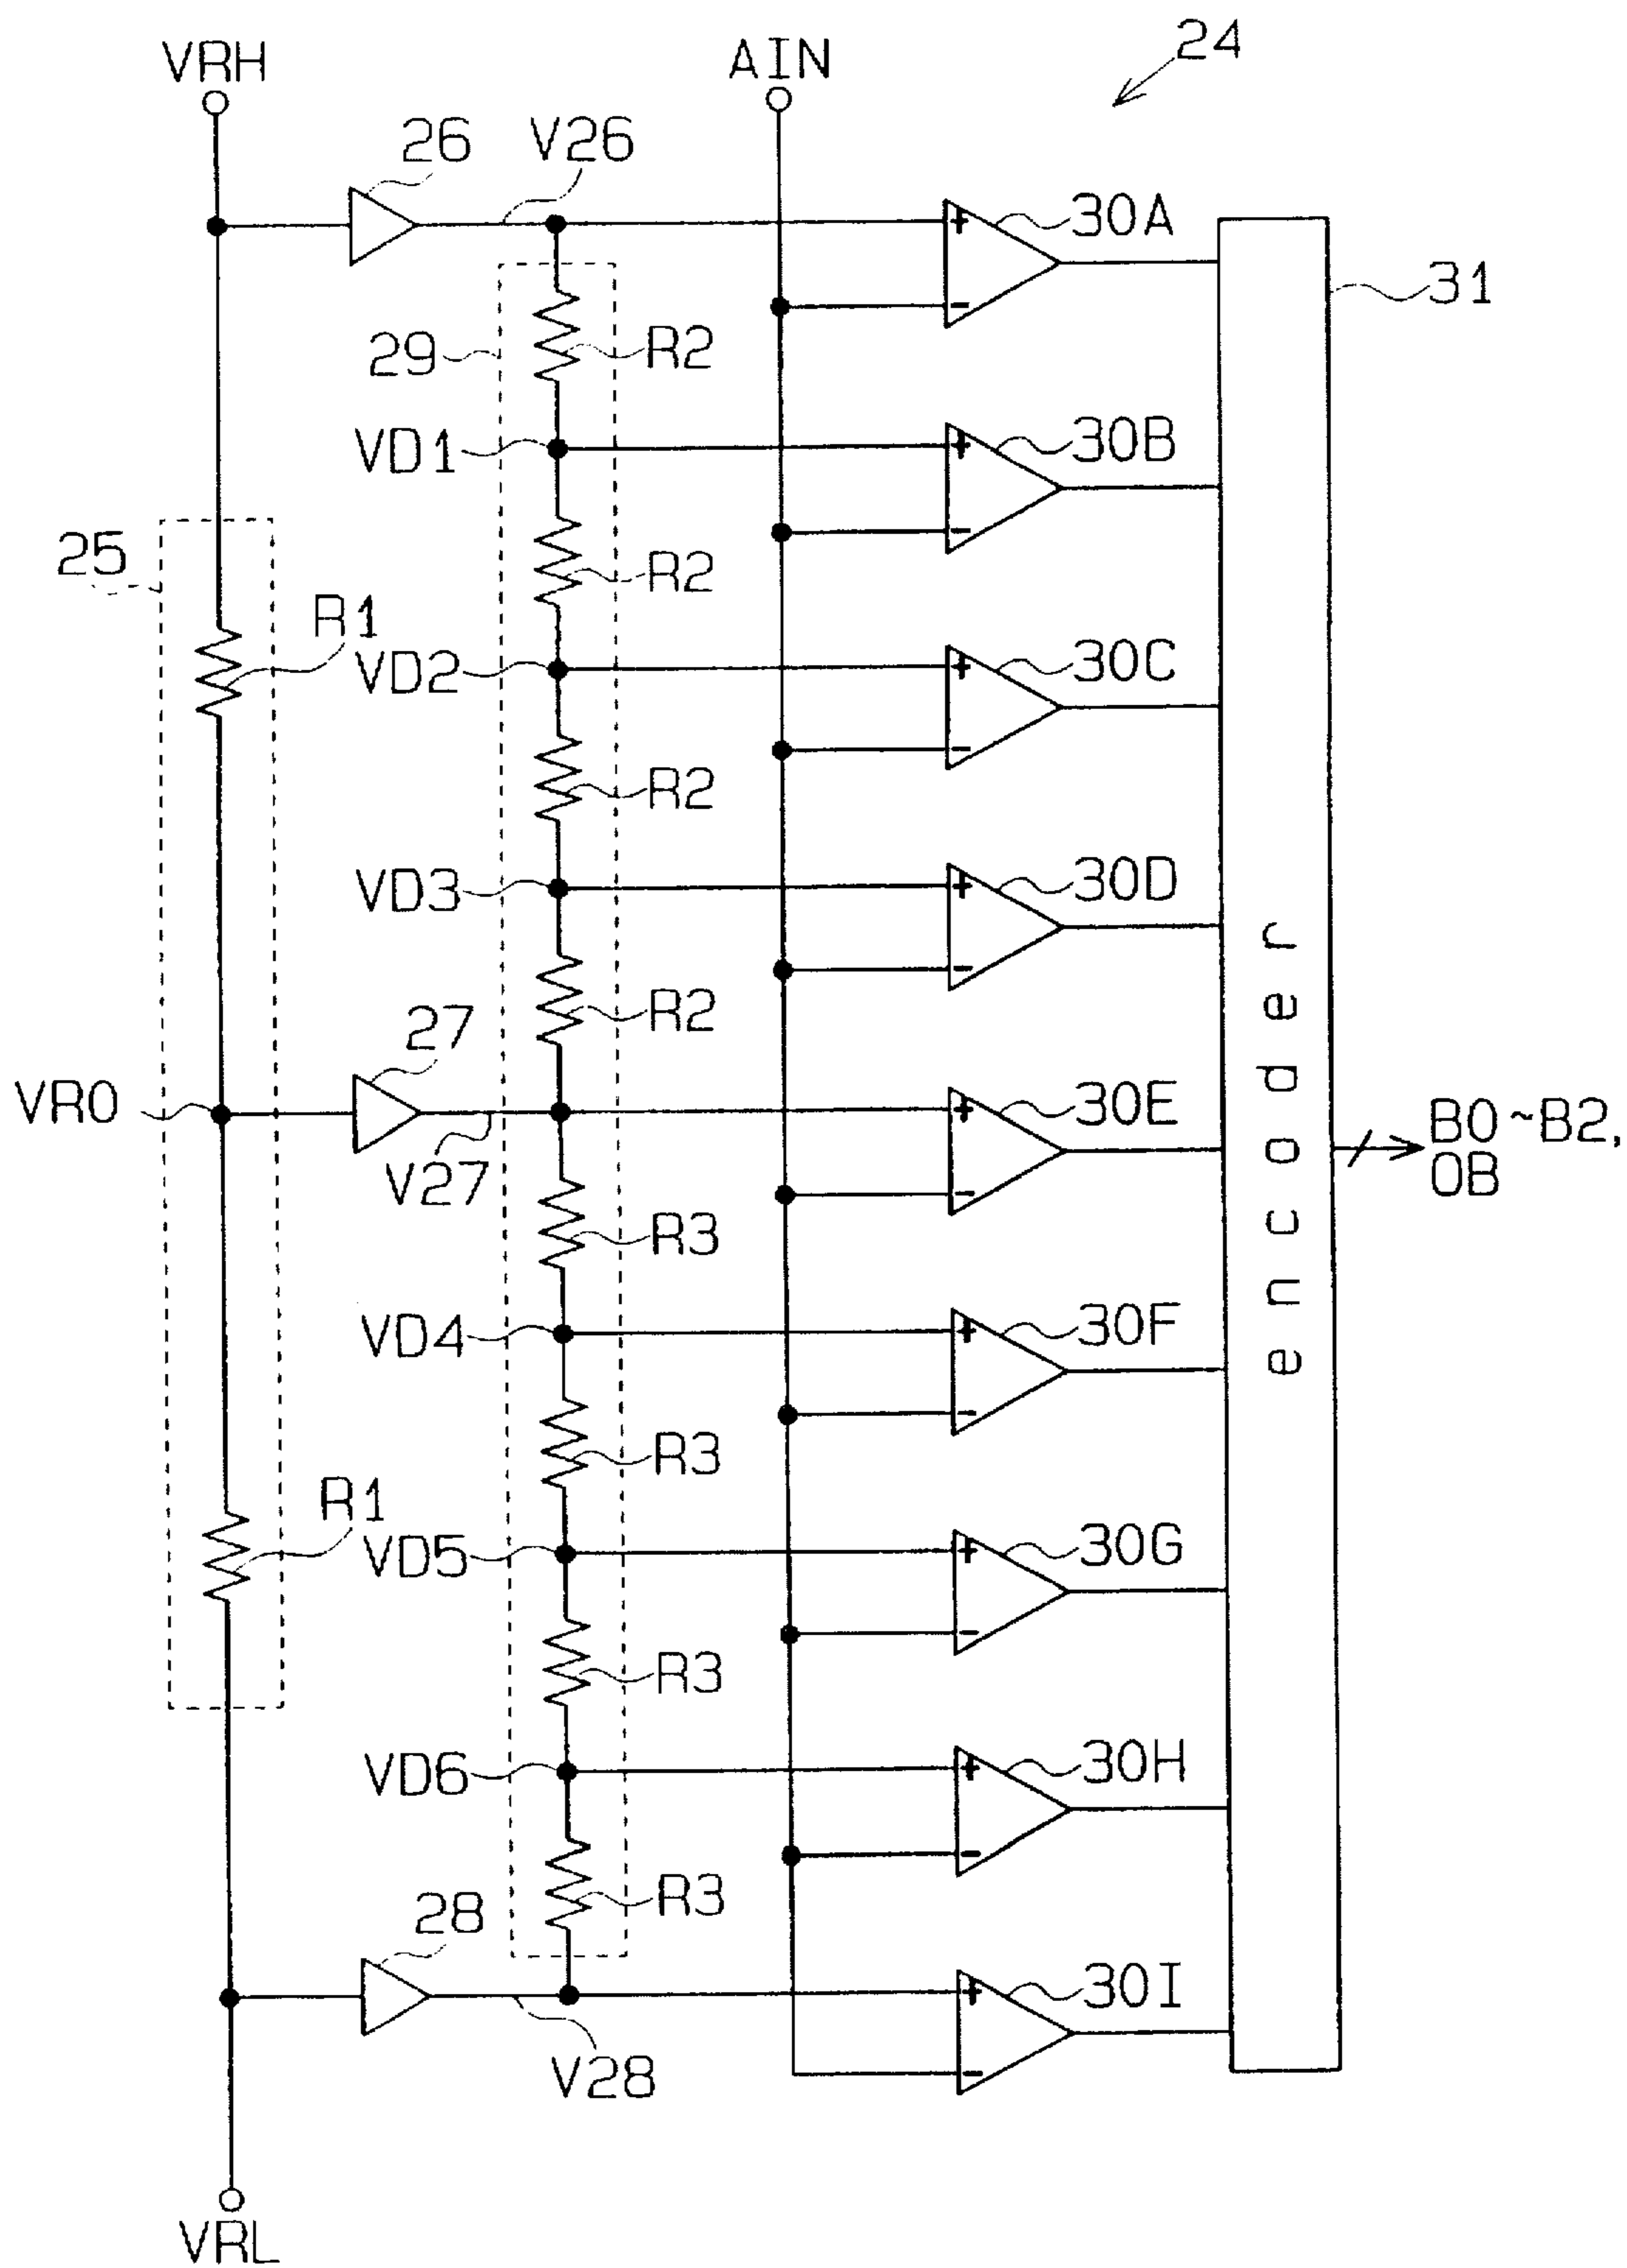 24
VRH
AIN
26
V26
30A
31
29
R2
VD1
30B
25
R2
R1
VD2
30C
R2
VD3
30D
R2
27
VR0
30E
B0~B2,
OB
V27
R3
VD4
30F
encoder
R3
R1
VD5
30G
R3
VD6
30H
R3
28
30I
V28
VRL
+
-
+
-
+
-
+
-
+
-
+
-
+
-
+
-
+
-